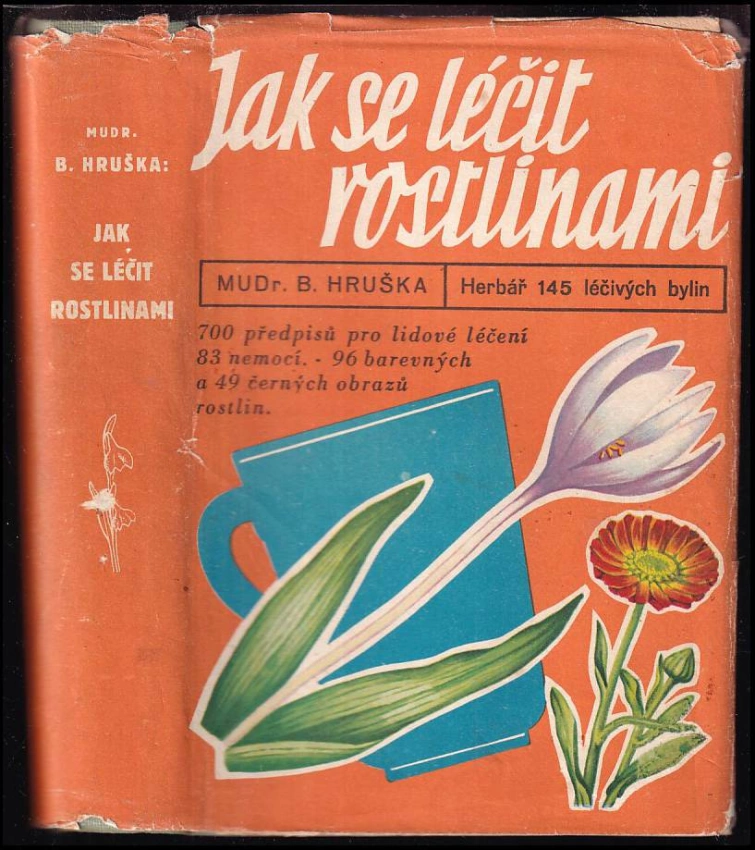 MUDR.
B. HRUŠKA:
JAK
SE LÉČIT
ROSTLINAMI
Jak se léčit
rostlinami
MUDr. B. HRUŠKA
Herbář 145 léčivých bylin
700 předpisů pro lidové léčení
83 nemocí. - 96 barevných
a 49 černých obrazů
rostlin.